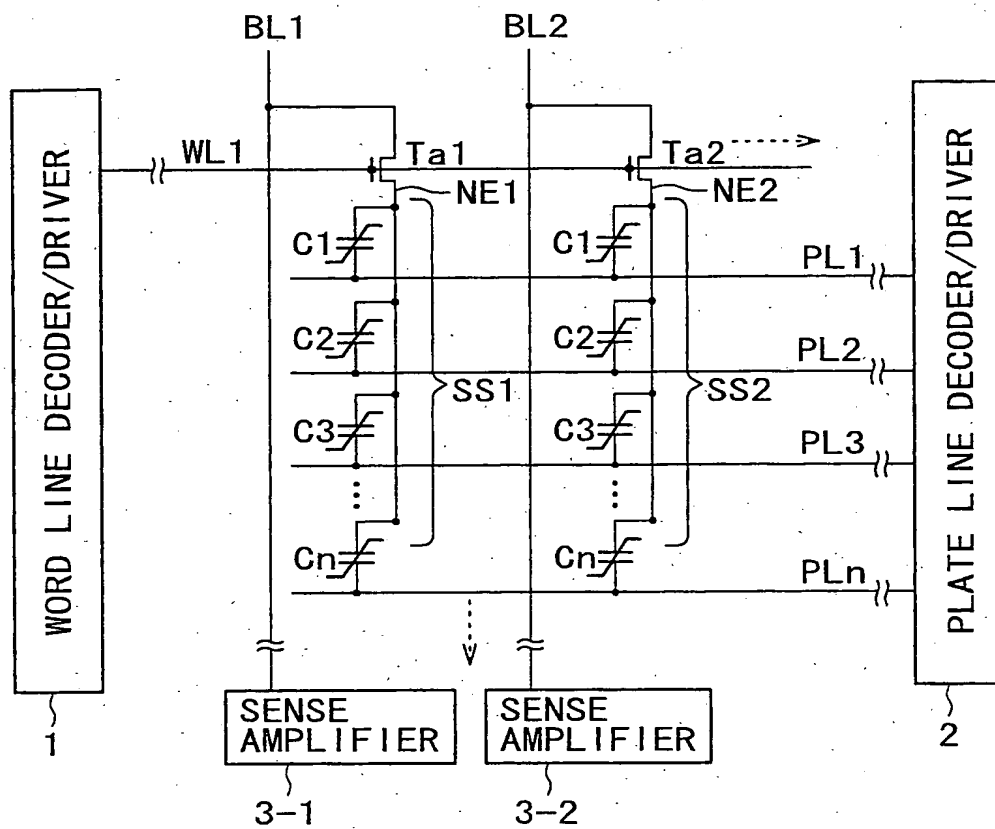 BL1 BL2
WORD LINE DECODER/DRIVER
WL1 Ta1 Ta2
NE1 NE2
C1 C1 PL1
C2 C2 PL2
SS1 SS2
C3 C3 PL3
Cn Cn PLn
PLATE LINE DECODER/DRIVER
SENSE
AMPLIFIER
SENSE
AMPLIFIER
1 2
3-1 3-2